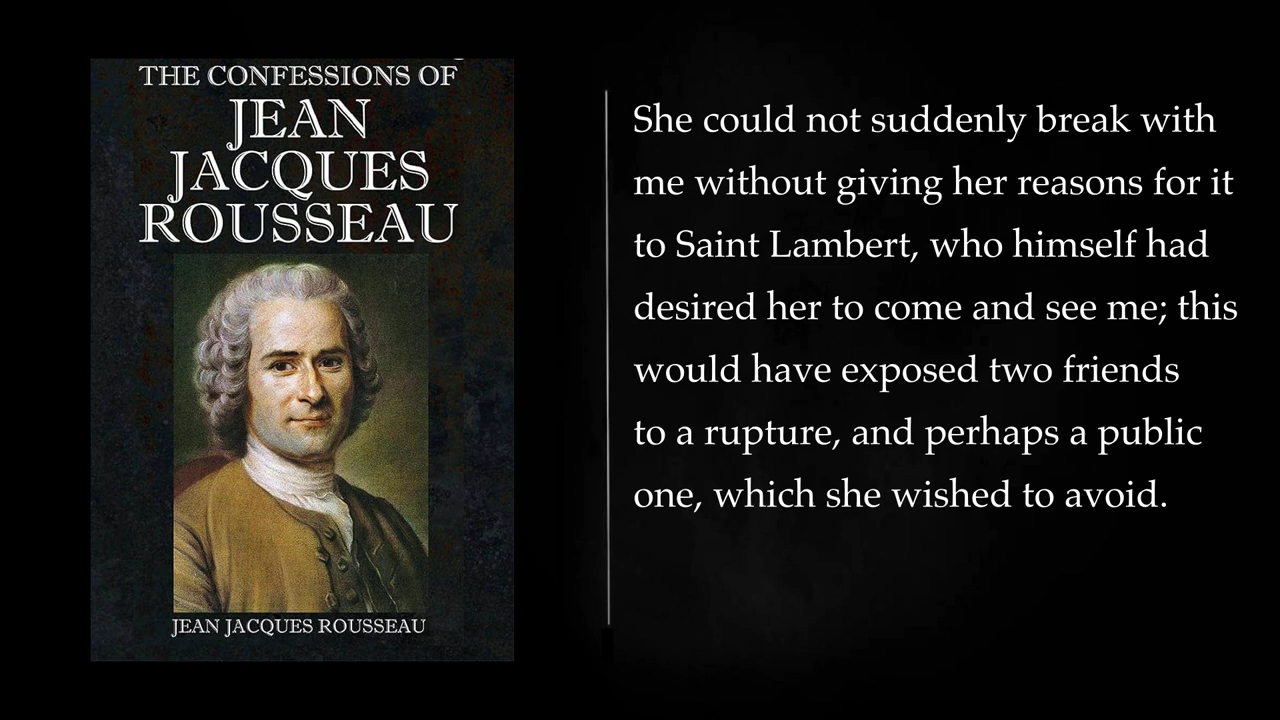 THE CONFESSIONS OF
JEAN
JACQUES
ROUSSEAU
JEAN JACQUES ROUSSEAU
She could not suddenly break with
me without giving her reasons for it
to Saint Lambert, who himself had
desired her to come and see me; this
would have exposed two friends
to a rupture, and perhaps a public
one, which she wished to avoid.